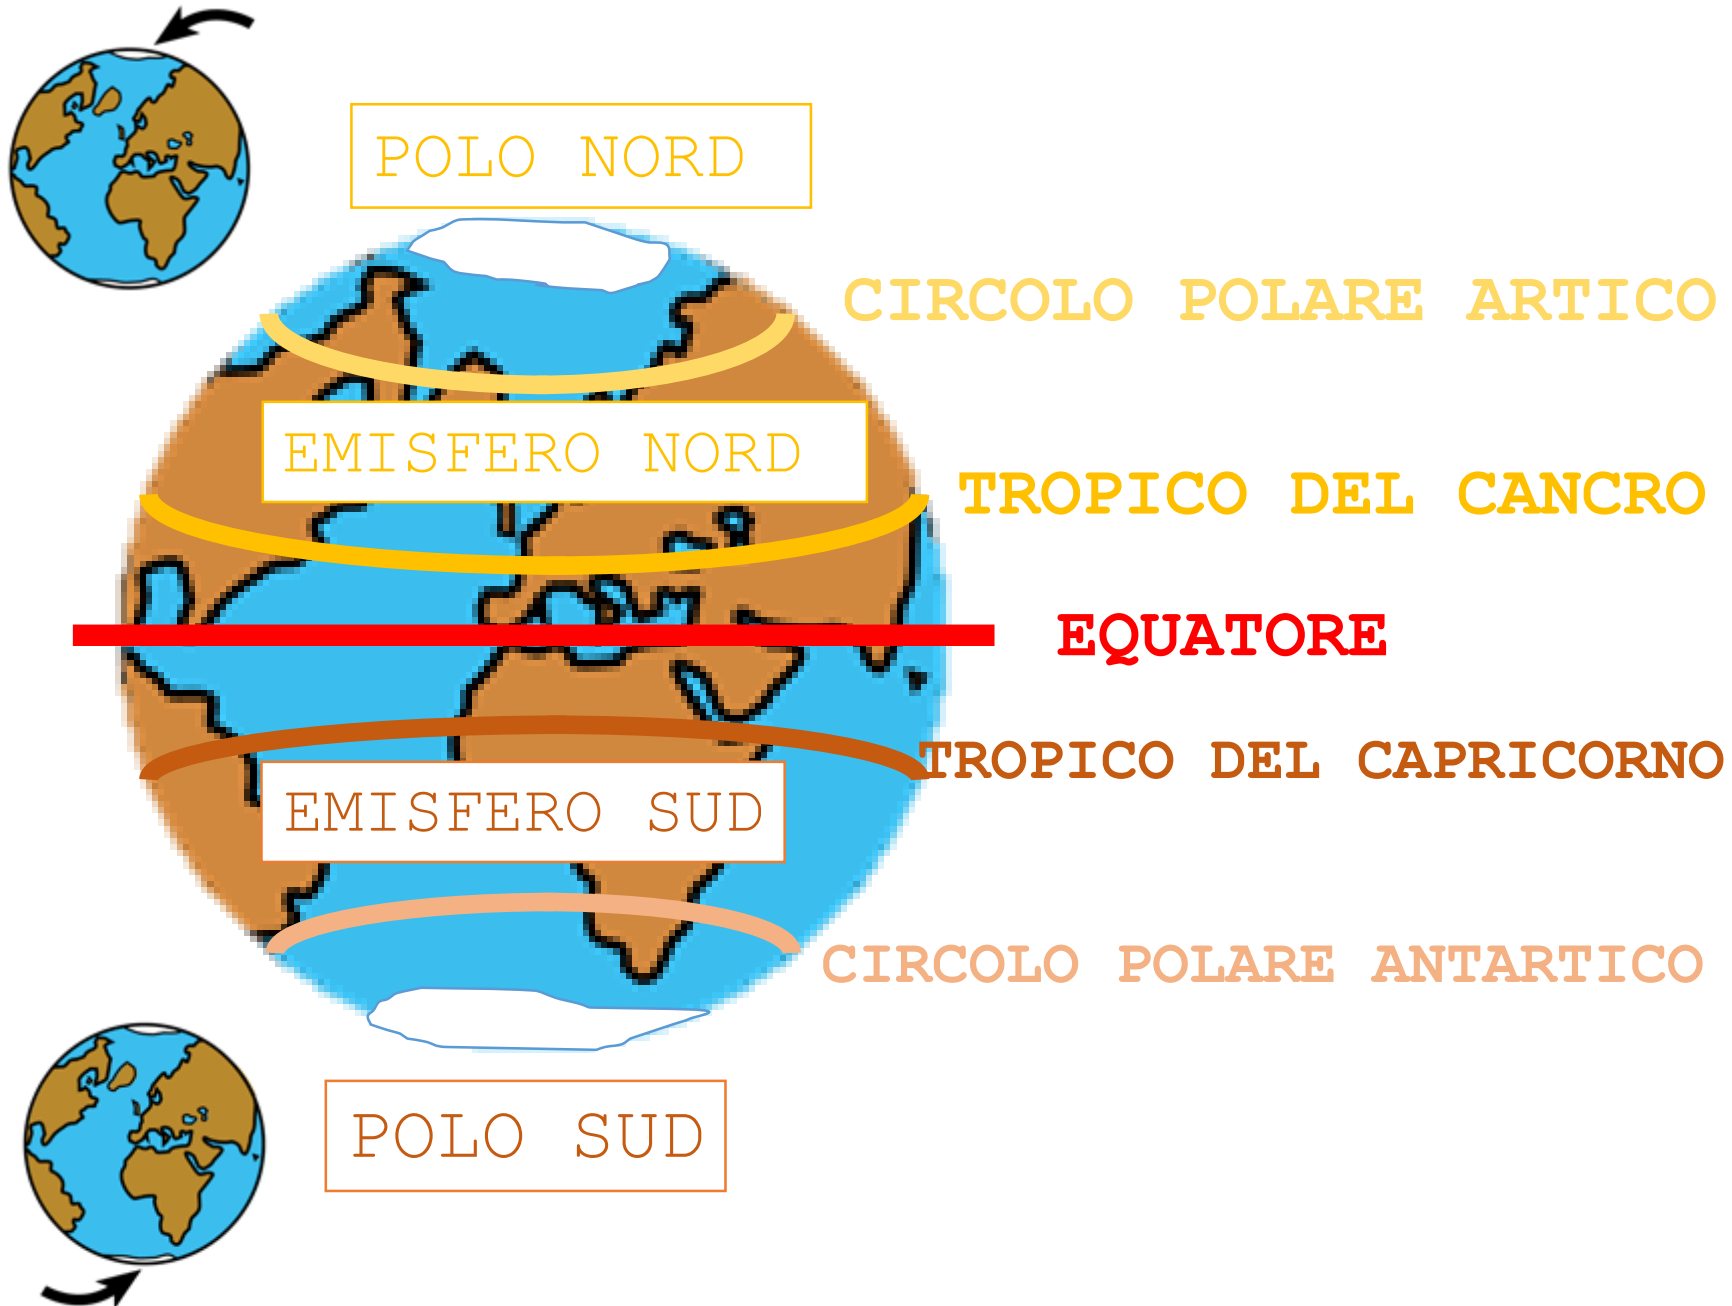 POLO NORD
CIRCOLO POLARE ARTICO
EMISFERO NORD
TROPICO DEL CANCRO
EQUATORE
TROPICO DEL CAPRICORNO
EMISFERO SUD
CIRCOLO POLARE ANTARTICO
POLO SUD